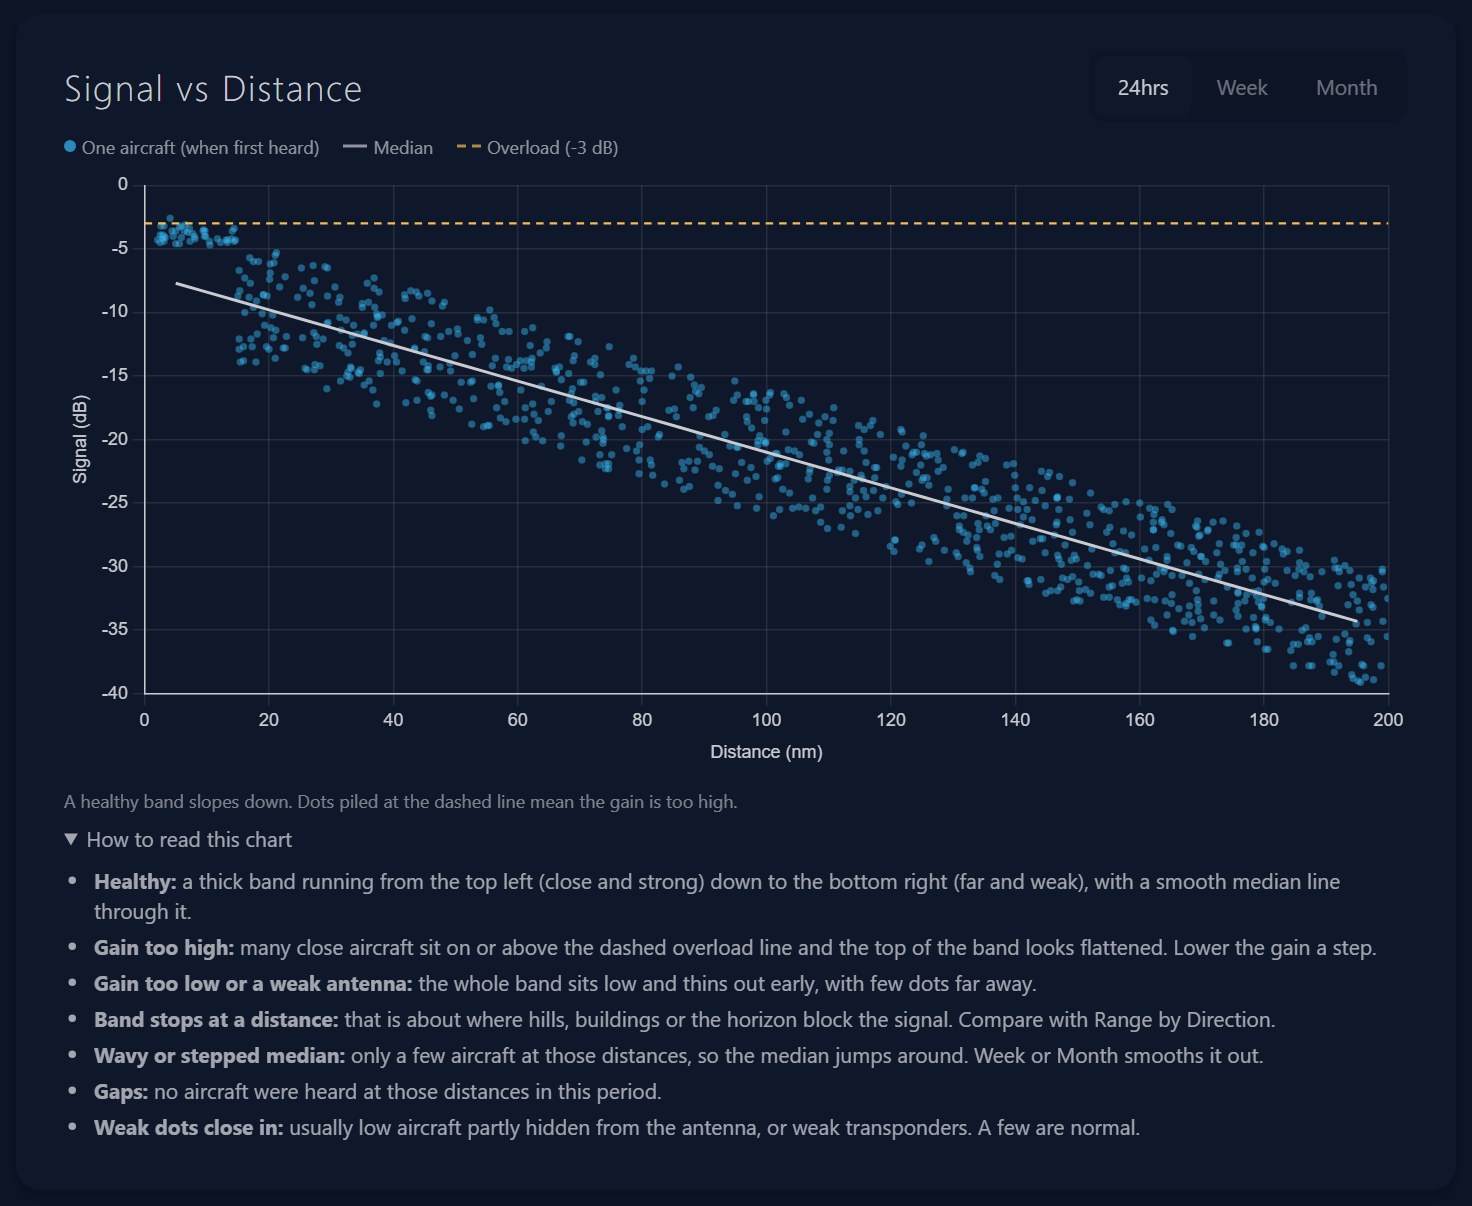 Signal vs Distance
24hrs Week Month
One aircraft (when first heard) Median Overload (-3 dB)
0
-5
-10
-15
-20
-25
-30
-35
-40
Signal (dB)
0 20 40 60 80 100 120 140 160 180 200
Distance (nm)
A healthy band slopes down. Dots piled at the dashed line mean the gain is too high.
▼ How to read this chart
• Healthy: a thick band running from the top left (close and strong) down to the bottom right (far and weak), with a smooth median line
through it.
• Gain too high: many close aircraft sit on or above the dashed overload line and the top of the band looks flattened. Lower the gain a step.
• Gain too low or a weak antenna: the whole band sits low and thins out early, with few dots far away.
• Band stops at a distance: that is about where hills, buildings or the horizon block the signal. Compare with Range by Direction.
• Wavy or stepped median: only a few aircraft at those distances, so the median jumps around. Week or Month smooths it out.
• Gaps: no aircraft were heard at those distances in this period.
• Weak dots close in: usually low aircraft partly hidden from the antenna, or weak transponders. A few are normal.